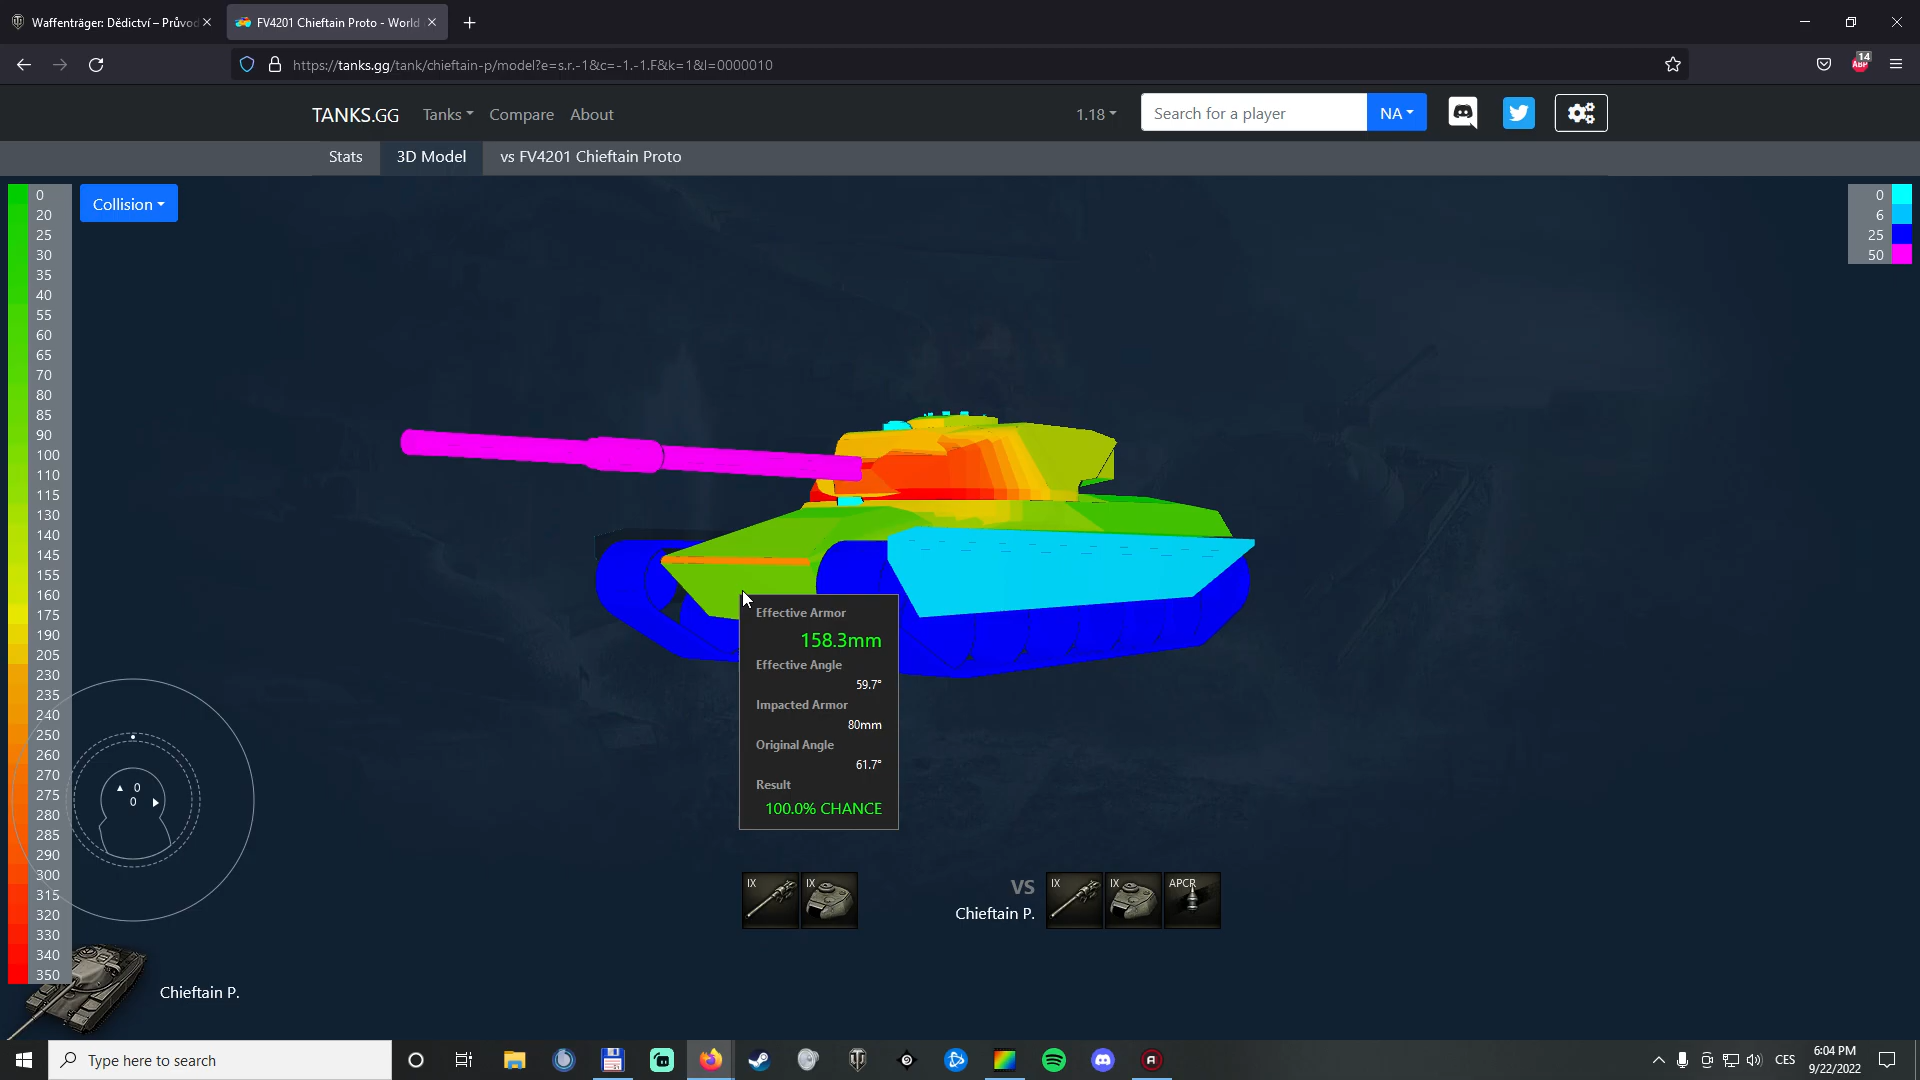 Waffenträger: Dědictví – Průvod
FV4201 Chieftain Proto - World
https://tanks.gg/tank/chieftain-p/model?e=s.r.-1&c=-1.-1.F&k=1&l=0000010
14
ABP
TANKS.GG Tanks Compare About 1.18 Search for a player NA
Stats 3D Model vs FV4201 Chieftain Proto
Collision
0
20
25
30
35
40
55
60
65
70
80
85
90
100
110
115
130
140
145
155
160
175
190
205
230
235
240
250
260
270
275
280
285
290
300
315
320
330
340
350
0
6
25
50
Effective Armor
158.3mm
Effective Angle
59.7°
Impacted Armor
80mm
Original Angle
61.7°
Result
100.0% CHANCE
0
0
IX IX
VS
Chieftain P.
IX IX APCR
Chieftain P.
Type here to search
CES
6:04 PM
9/22/2022